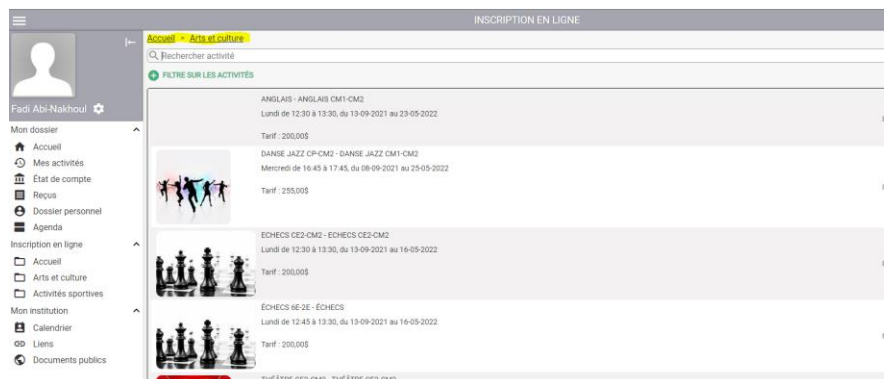 INSCRIPTION EN LIGNE
Fadi Abi-Nakhoul
Mon dossier
Accueil
Mes activités
État de compte
Reçus
Dossier personnel
Agenda
Inscription en ligne
Accueil
Arts et culture
Activités sportives
Mon institution
Calendrier
Liens
Documents publics
Accueil » Arts et culture
Rechercher activité
FILTRE SUR LES ACTIVITÉS
ANGLAIS - ANGLAIS CM1-CM2
Lundi de 12:30 à 13:30, du 13-09-2021 au 23-05-2022
Tarif : 200,00$
DANSE JAZZ CP-CM2 - DANSE JAZZ CM1-CM2
Mercredi de 16:45 à 17:45, du 08-09-2021 au 25-05-2022
Tarif : 255,00$
ECHECS CE2-CM2 - ECHECS CE2-CM2
Lundi de 12:30 à 13:30, du 13-09-2021 au 16-05-2022
Tarif : 200,00$
ÉCHECS 6E-2E - ÉCHECS
Lundi de 12:45 à 13:30, du 13-09-2021 au 16-05-2022
Tarif : 200,00$
THÉÂTRE CE2-CM2 - THÉÂTRE CE2-CM2